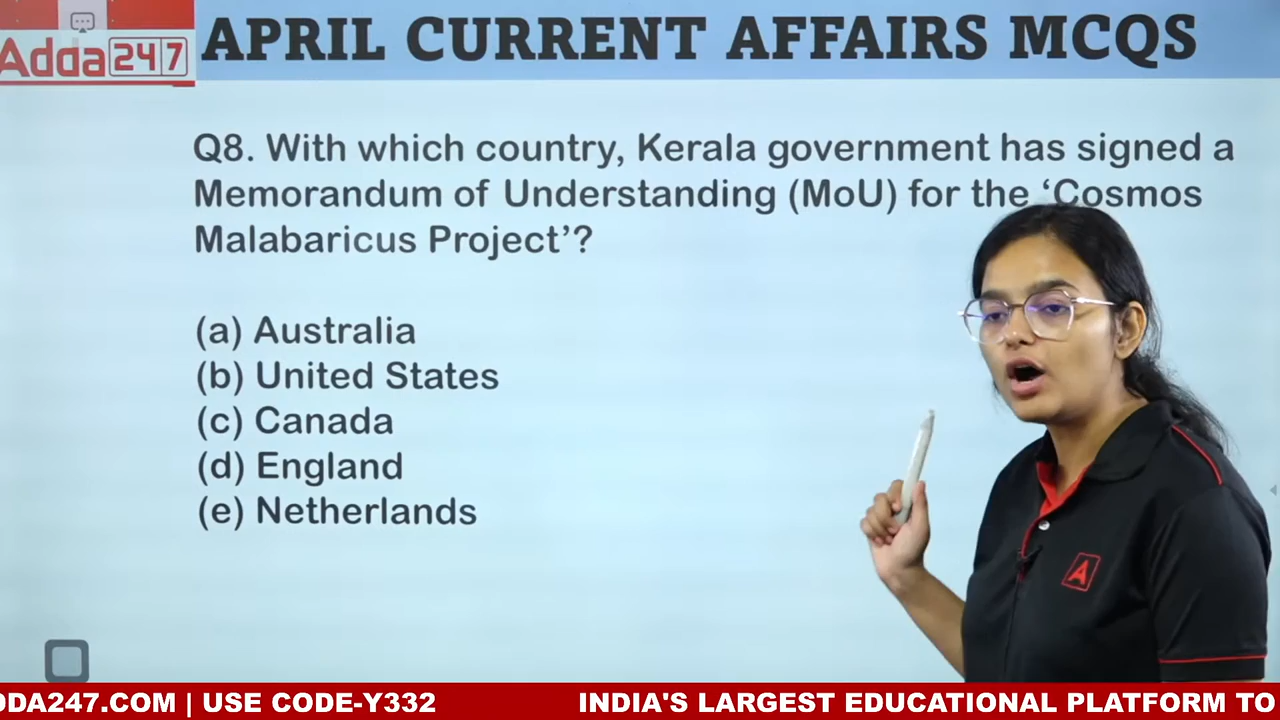 Adda247
APRIL CURRENT AFFAIRS MCQS
Q8. With which country, Kerala government has signed a
Memorandum of Understanding (MoU) for the ‘Cosmos
Malabaricus Project’?
(a) Australia
(b) United States
(c) Canada
(d) England
(e) Netherlands
A
DDA247.COM | USE CODE-Y332 INDIA'S LARGEST EDUCATIONAL PLATFORM TO